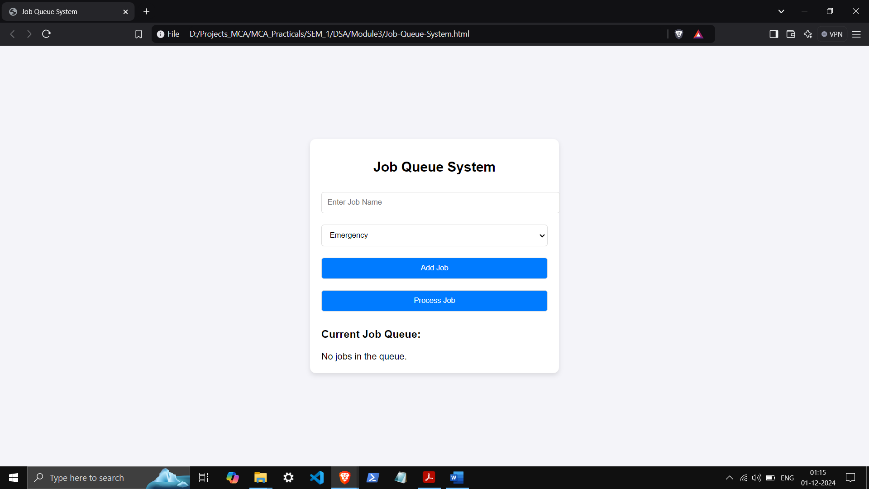 Job Queue System
File D:/Projects_MCA/MCA_Practicals/SEM_1/DSA/Module3/Job-Queue-System.html
VPN
Job Queue System
Enter Job Name
Emergency
Add Job
Process Job
Current Job Queue:
No jobs in the queue.
Type here to search
ENG
01:15
01-12-2024